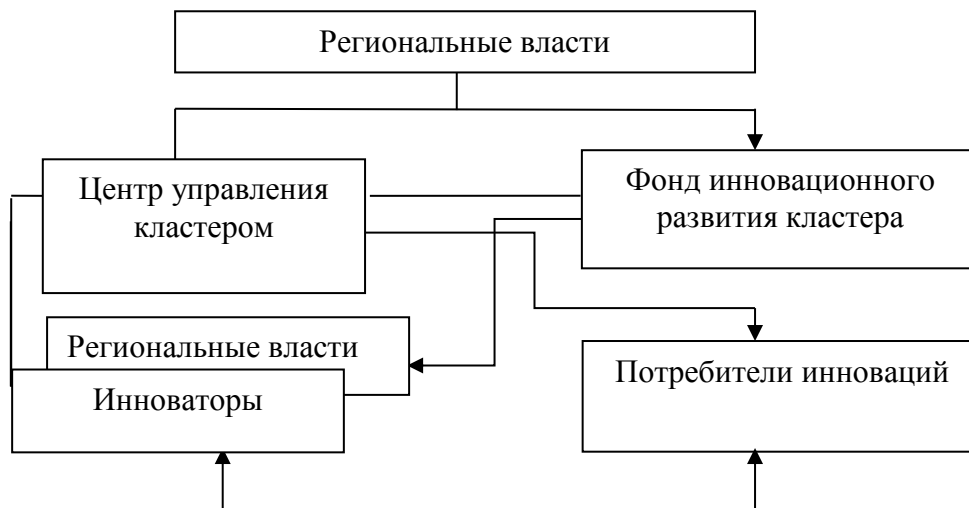 Региональные власти
Центр управления
кластером
Фонд инновационного
развития кластера
Региональные власти
Инноваторы
Потребители инноваций